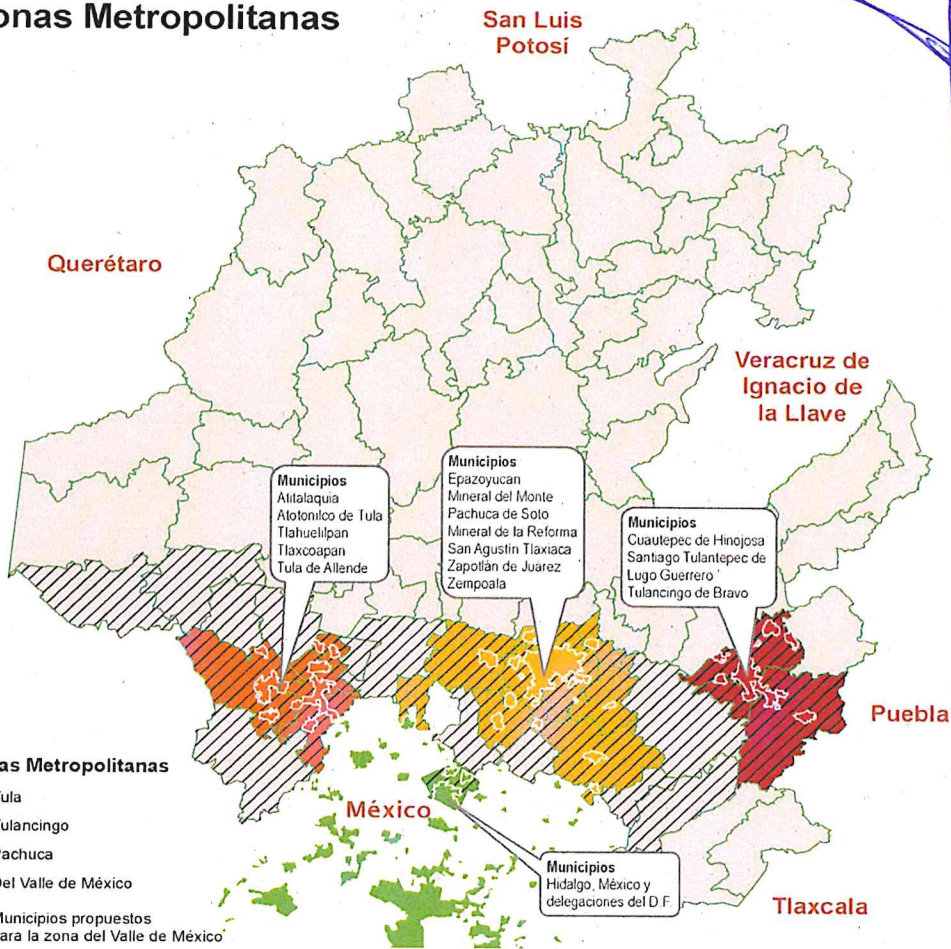 onas Metropolitanas
San Luis
Potosí
Querétaro
Veracruz de
Ignacio de
la Llave
Municipios
Atitalaquia
Atotonilco de Tula
Tlahuelilpan
Tlaxcoapan
Tula de Allende
Municipios
Epazoyucan
Mineral del Monte
Pachuca de Soto
Mineral de la Reforma
San Agustín Tlaxiaca
Zapotlán de Juárez
Zempoala
Municipios
Cuautepec de Hinojosa
Santiago Tulantepec de
Lugo Guerrero
Tulancingo de Bravo
Puebla
México
Municipios
Hidalgo, México y
delegaciones del D.F.
Tlaxcala
as Metropolitanas
ula
ulancingo
achuca
el Valle de México
unicipios propuestos
ara la zona del Valle de México